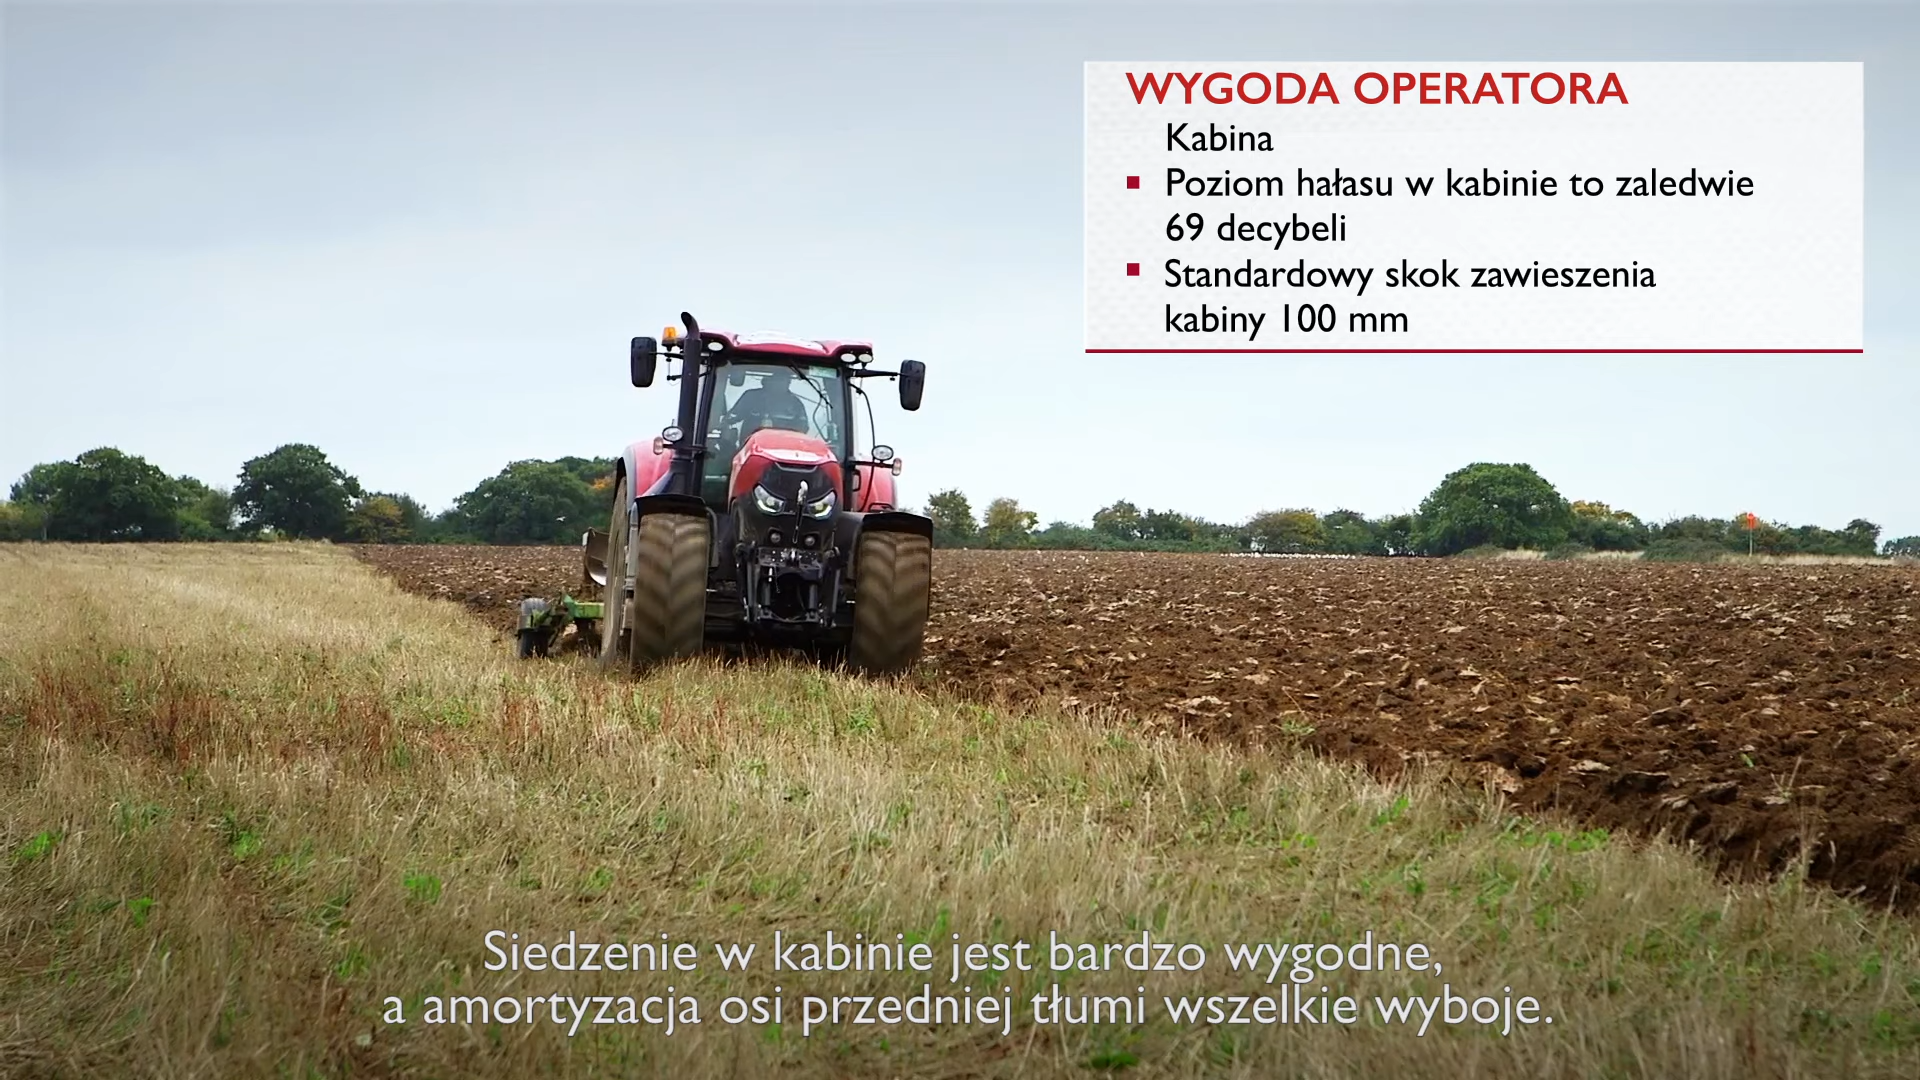 WYGODA OPERATORA
Kabina
Poziom hałasu w kabinie to zaledwie
69 decybeli
Standardowy skok zawieszenia
kabiny 100 mm
Siedzenie w kabinie jest bardzo wygodne,
a amortyzacja osi przedniej tłumi wszelkie wyboje.